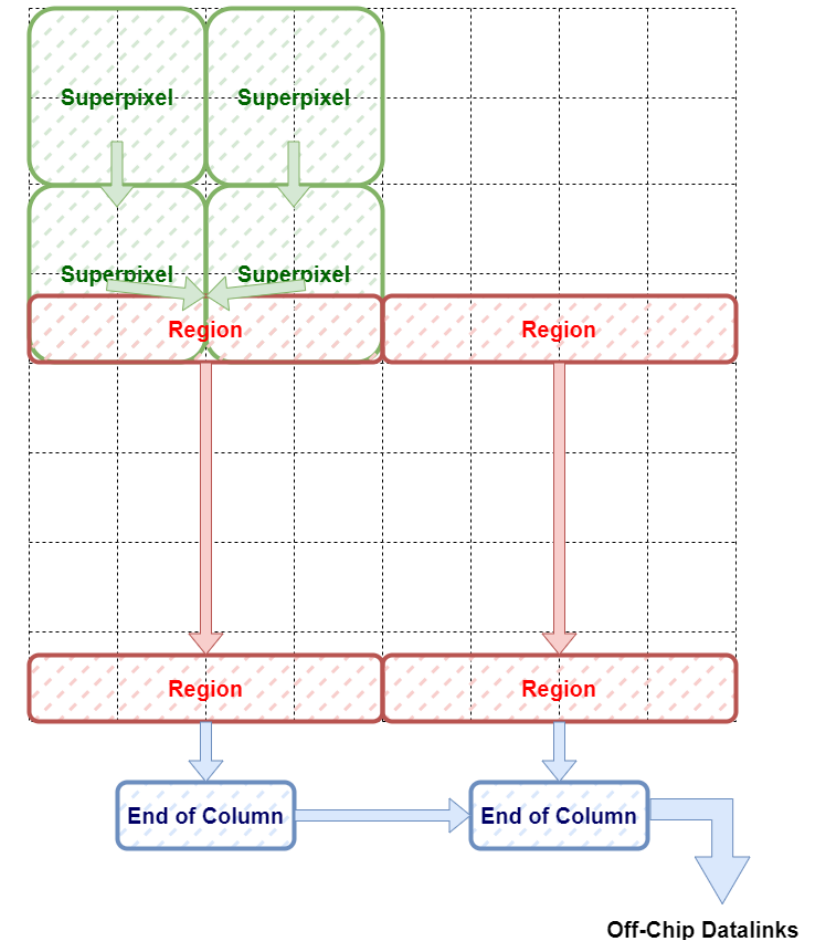 Superpixel
Superpixel
Superpixel
Superpixel
Region
Region
Region
Region
End of Column
End of Column
Off-Chip Datalinks